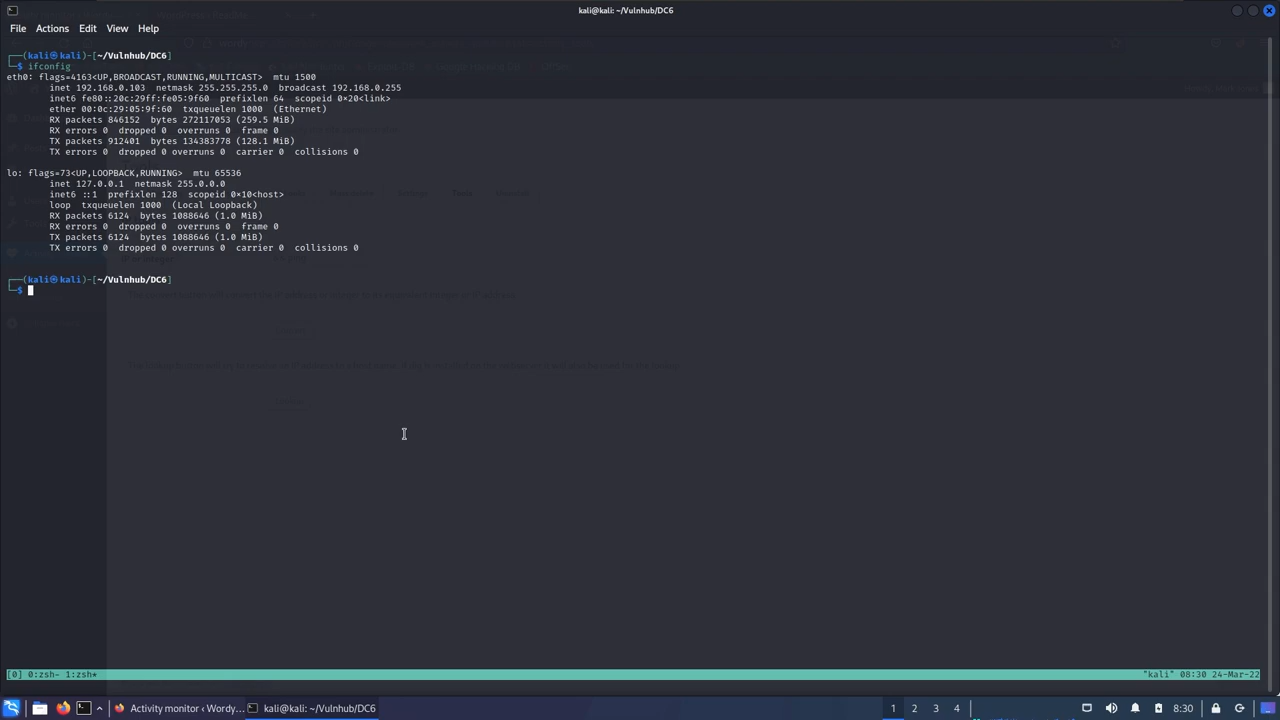 kali@kali: ~/Vulnhub/DC6
File Actions Edit View Help
┌──(kali㉿kali)-[~/Vulnhub/DC6]
└─$ ifconfig
eth0: flags=4163<UP,BROADCAST,RUNNING,MULTICAST> mtu 1500
inet 192.168.0.103 netmask 255.255.255.0 broadcast 192.168.0.255
inet6 fe80::20c:29ff:fe05:9f60 prefixlen 64 scopeid 0×20<link>
ether 00:0c:29:05:9f:60 txqueuelen 1000 (Ethernet)
RX packets 846152 bytes 272117053 (259.5 MiB)
RX errors 0 dropped 0 overruns 0 frame 0
TX packets 912401 bytes 134383778 (128.1 MiB)
TX errors 0 dropped 0 overruns 0 carrier 0 collisions 0
lo: flags=73<UP,LOOPBACK,RUNNING> mtu 65536
inet 127.0.0.1 netmask 255.0.0.0
inet6 ::1 prefixlen 128 scopeid 0×10<host>
loop txqueuelen 1000 (Local Loopback)
RX packets 6124 bytes 1088646 (1.0 MiB)
RX errors 0 dropped 0 overruns 0 frame 0
TX packets 6124 bytes 1088646 (1.0 MiB)
TX errors 0 dropped 0 overruns 0 carrier 0 collisions 0
┌──(kali㉿kali)-[~/Vulnhub/DC6]
└─$
[0] 0:zsh- 1:zsh* "kali" 08:30 24-Mar-22
Activity monitor ‹ Wordy... kali@kali: ~/Vulnhub/DC6 1 2 3 4 8:30